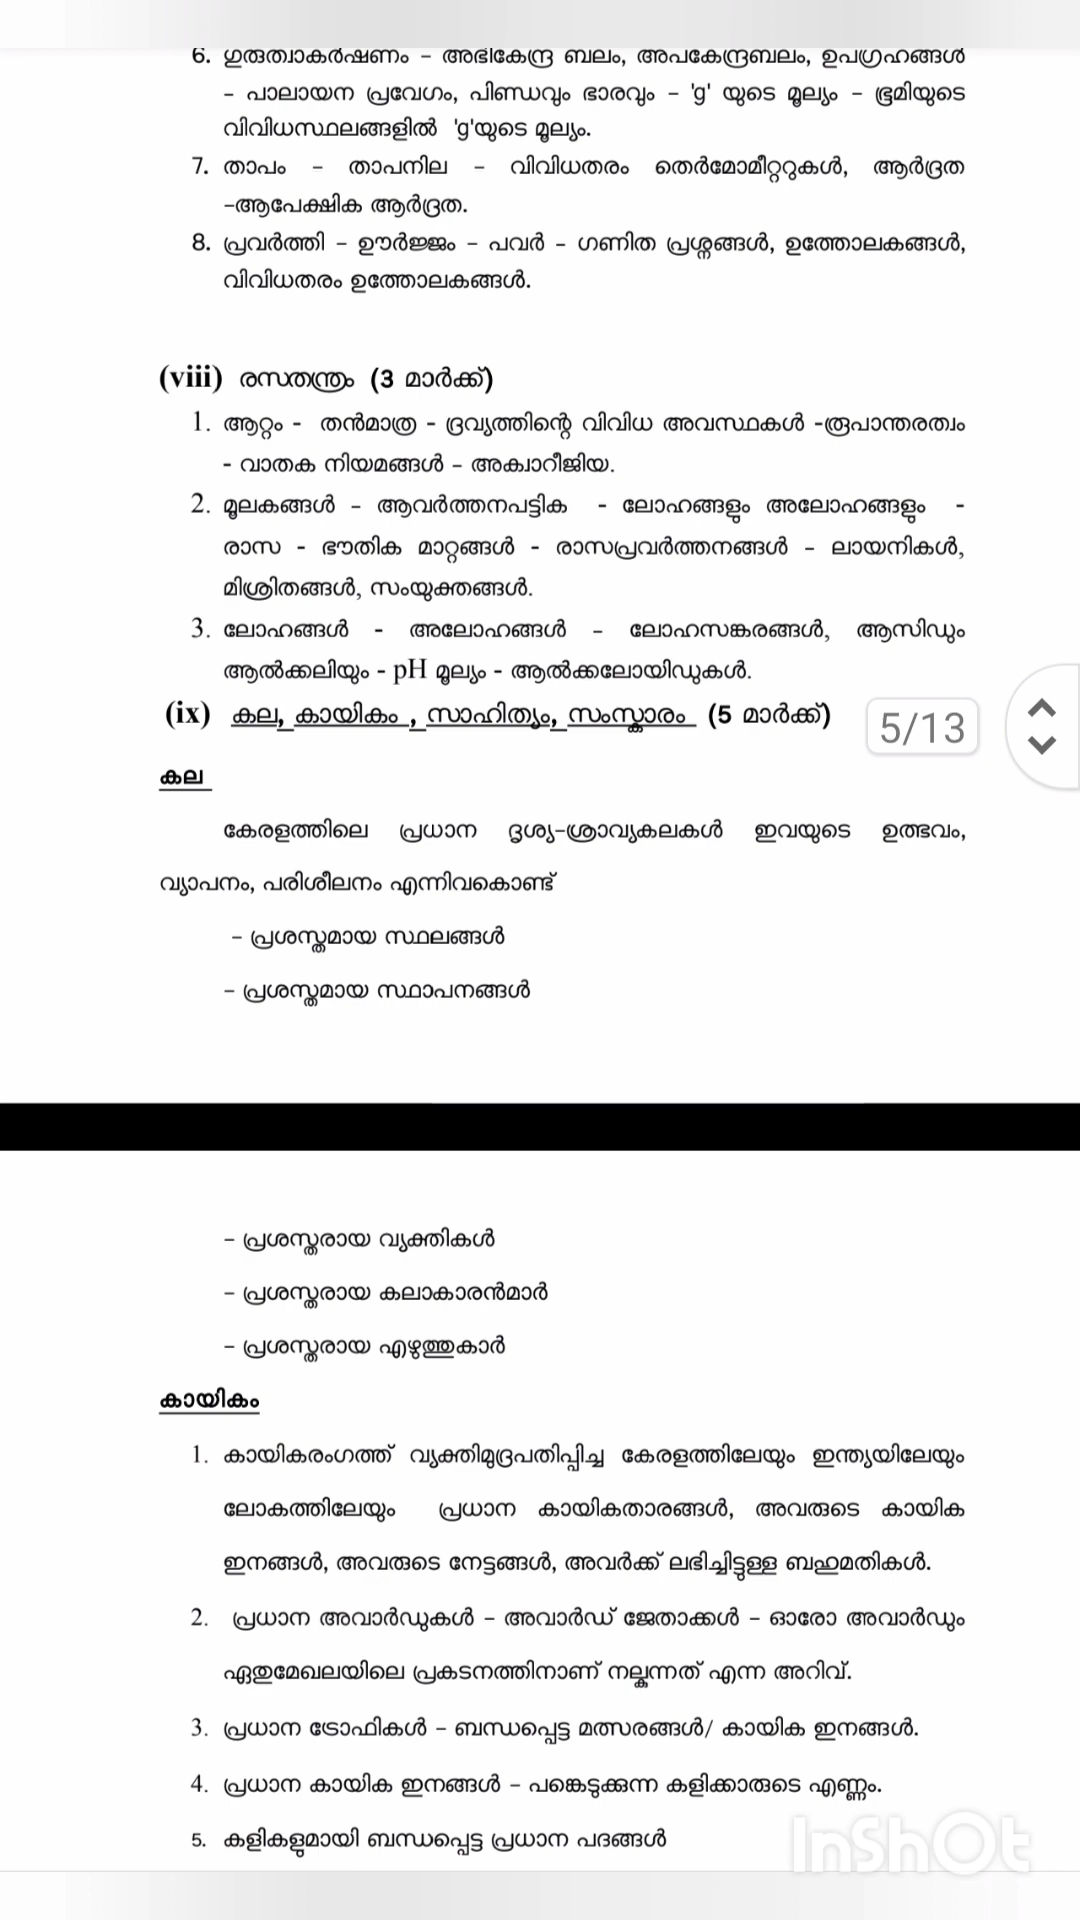 6. ഗുരുത്വാകർഷണം – അഭികേന്ദ്ര ബലം, അപകേന്ദ്രബലം, ഉപഗ്രഹങ്ങൾ
– പാലായന പ്രവേഗം, പിണ്ഡവും ഭാരവും – 'g' യുടെ മൂല്യം – ഭൂമിയുടെ
വിവിധസ്ഥലങ്ങളിൽ 'g'യുടെ മൂല്യം.
7. താപം – താപനില – വിവിധതരം തെർമോമീറ്ററുകൾ, ആർദ്രത
–ആപേക്ഷിക ആർദ്രത.
8. പ്രവർത്തി – ഊർജ്ജം – പവർ – ഗണിത പ്രശ്നങ്ങൾ, ഉത്തോലകങ്ങൾ,
വിവിധതരം ഉത്തോലകങ്ങൾ.
(viii) രസതന്ത്രം (3 മാർക്ക്)
1. ആറ്റം - തൻമാത്ര - ദ്രവ്യത്തിന്റെ വിവിധ അവസ്ഥകൾ -രൂപാന്തരത്വം
- വാതക നിയമങ്ങൾ – അക്വാറീജിയ.
2. മൂലകങ്ങൾ – ആവർത്തനപട്ടിക - ലോഹങ്ങളും അലോഹങ്ങളും -
രാസ - ഭൗതിക മാറ്റങ്ങൾ - രാസപ്രവർത്തനങ്ങൾ – ലായനികൾ,
മിശ്രിതങ്ങൾ, സംയുക്തങ്ങൾ.
3. ലോഹങ്ങൾ - അലോഹങ്ങൾ – ലോഹസങ്കരങ്ങൾ, ആസിഡും
ആൽക്കലിയും - pH മൂല്യം - ആൽക്കലോയിഡുകൾ.
(ix) കല, കായികം , സാഹിത്യം, സംസ്കാരം (5 മാർക്ക്)
5/13
കല
കേരളത്തിലെ പ്രധാന ദൃശ്യ–ശ്രാവ്യകലകൾ ഇവയുടെ ഉത്ഭവം,
വ്യാപനം, പരിശീലനം എന്നിവകൊണ്ട്
– പ്രശസ്തമായ സ്ഥലങ്ങൾ
– പ്രശസ്തമായ സ്ഥാപനങ്ങൾ
– പ്രശസ്തരായ വ്യക്തികൾ
– പ്രശസ്തരായ കലാകാരൻമാർ
– പ്രശസ്തരായ എഴുത്തുകാർ
കായികം
1. കായികരംഗത്ത് വ്യക്തിമുദ്രപതിപ്പിച്ച കേരളത്തിലേയും ഇന്ത്യയിലേയും
ലോകത്തിലേയും പ്രധാന കായികതാരങ്ങൾ, അവരുടെ കായിക
ഇനങ്ങൾ, അവരുടെ നേട്ടങ്ങൾ, അവർക്ക് ലഭിച്ചിട്ടുള്ള ബഹുമതികൾ.
2. പ്രധാന അവാർഡുകൾ – അവാർഡ് ജേതാക്കൾ – ഓരോ അവാർഡും
ഏതുമേഖലയിലെ പ്രകടനത്തിനാണ് നല്കുന്നത് എന്ന അറിവ്.
3. പ്രധാന ട്രോഫികൾ – ബന്ധപ്പെട്ട മത്സരങ്ങൾ/ കായിക ഇനങ്ങൾ.
4. പ്രധാന കായിക ഇനങ്ങൾ – പങ്കെടുക്കുന്ന കളിക്കാരുടെ എണ്ണം.
5. കളികളുമായി ബന്ധപ്പെട്ട പ്രധാന പദങ്ങൾ
InShOt